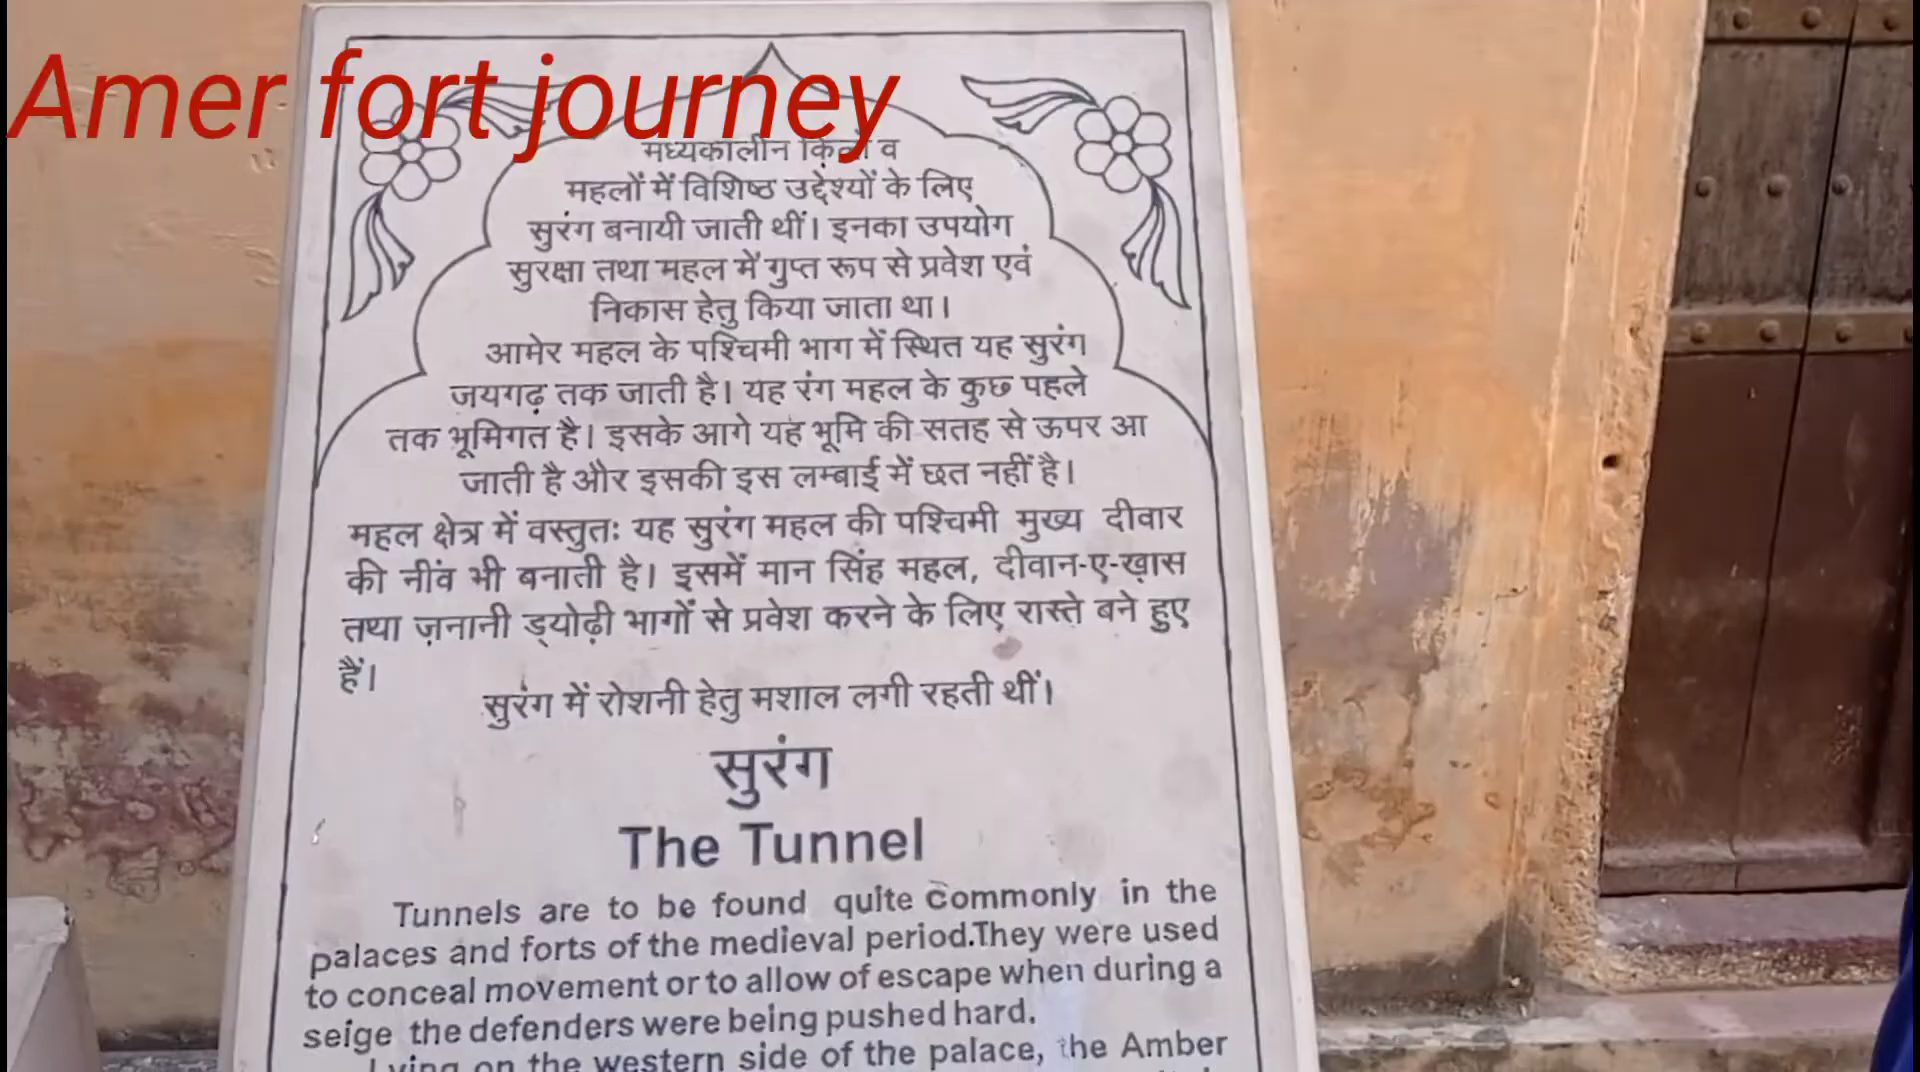 Amer fort journey
मध्यकालीन किलों व
महलों में विशिष्ठ उद्देश्यों के लिए
सुरंग बनायी जाती थीं। इनका उपयोग
सुरक्षा तथा महल में गुप्त रूप से प्रवेश एवं
निकास हेतु किया जाता था।
आमेर महल के पश्चिमी भाग में स्थित यह सुरंग
जयगढ़ तक जाती है। यह रंग महल के कुछ पहले
तक भूमिगत है। इसके आगे यह भूमि की सतह से ऊपर आ
जाती है और इसकी इस लम्बाई में छत नहीं है।
महल क्षेत्र में वस्तुतः यह सुरंग महल की पश्चिमी मुख्य दीवार
की नींव भी बनाती है। इसमें मान सिंह महल, दीवान-ए-ख़ास
तथा ज़नानी ड्योढ़ी भागों से प्रवेश करने के लिए रास्ते बने हुए
हैं।
सुरंग में रोशनी हेतु मशाल लगी रहती थीं।
सुरंग
The Tunnel
Tunnels are to be found quite commonly in the
palaces and forts of the medieval period.They were used
to conceal movement or to allow of escape when during a
seige the defenders were being pushed hard.
Lying on the western side of the palace, the Amber